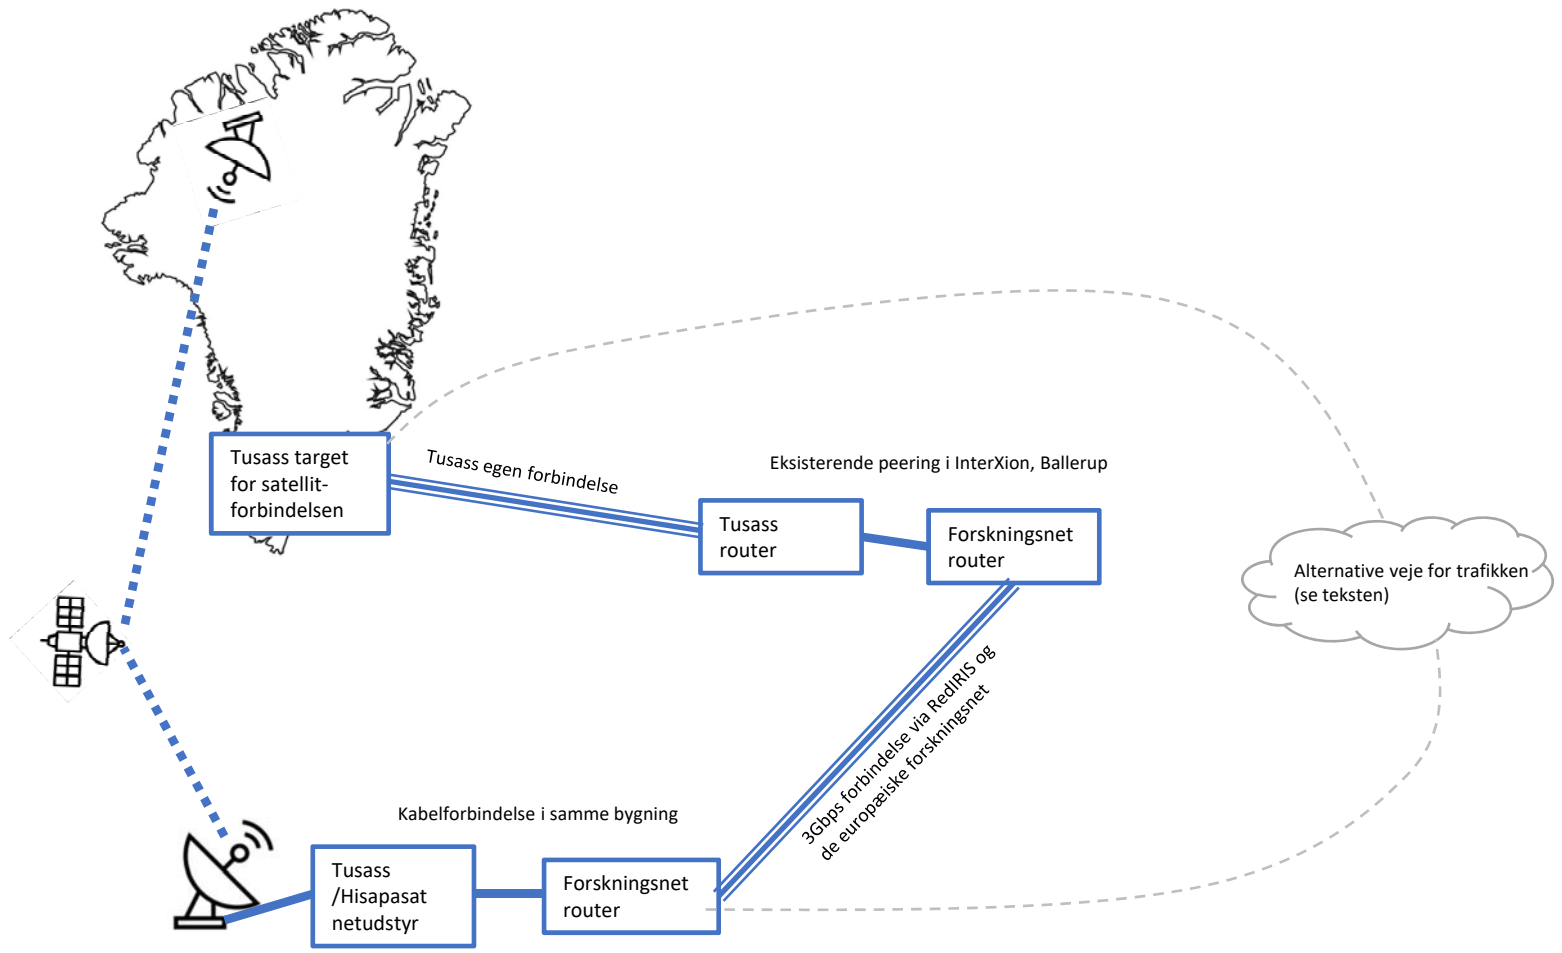 Tusass target
for satellit-
forbindelsen
Tusass egen forbindelse
Eksisterende peering i InterXion, Ballerup
Tusass
router
Forskningsnet
router
Alternative veje for trafikken
(se teksten)
3Gbps forbindelse via RedIRIS og
de europæiske forskningsnet
Kabelforbindelse i samme bygning
Tusass
/Hisapasat
netudstyr
Forskningsnet
router